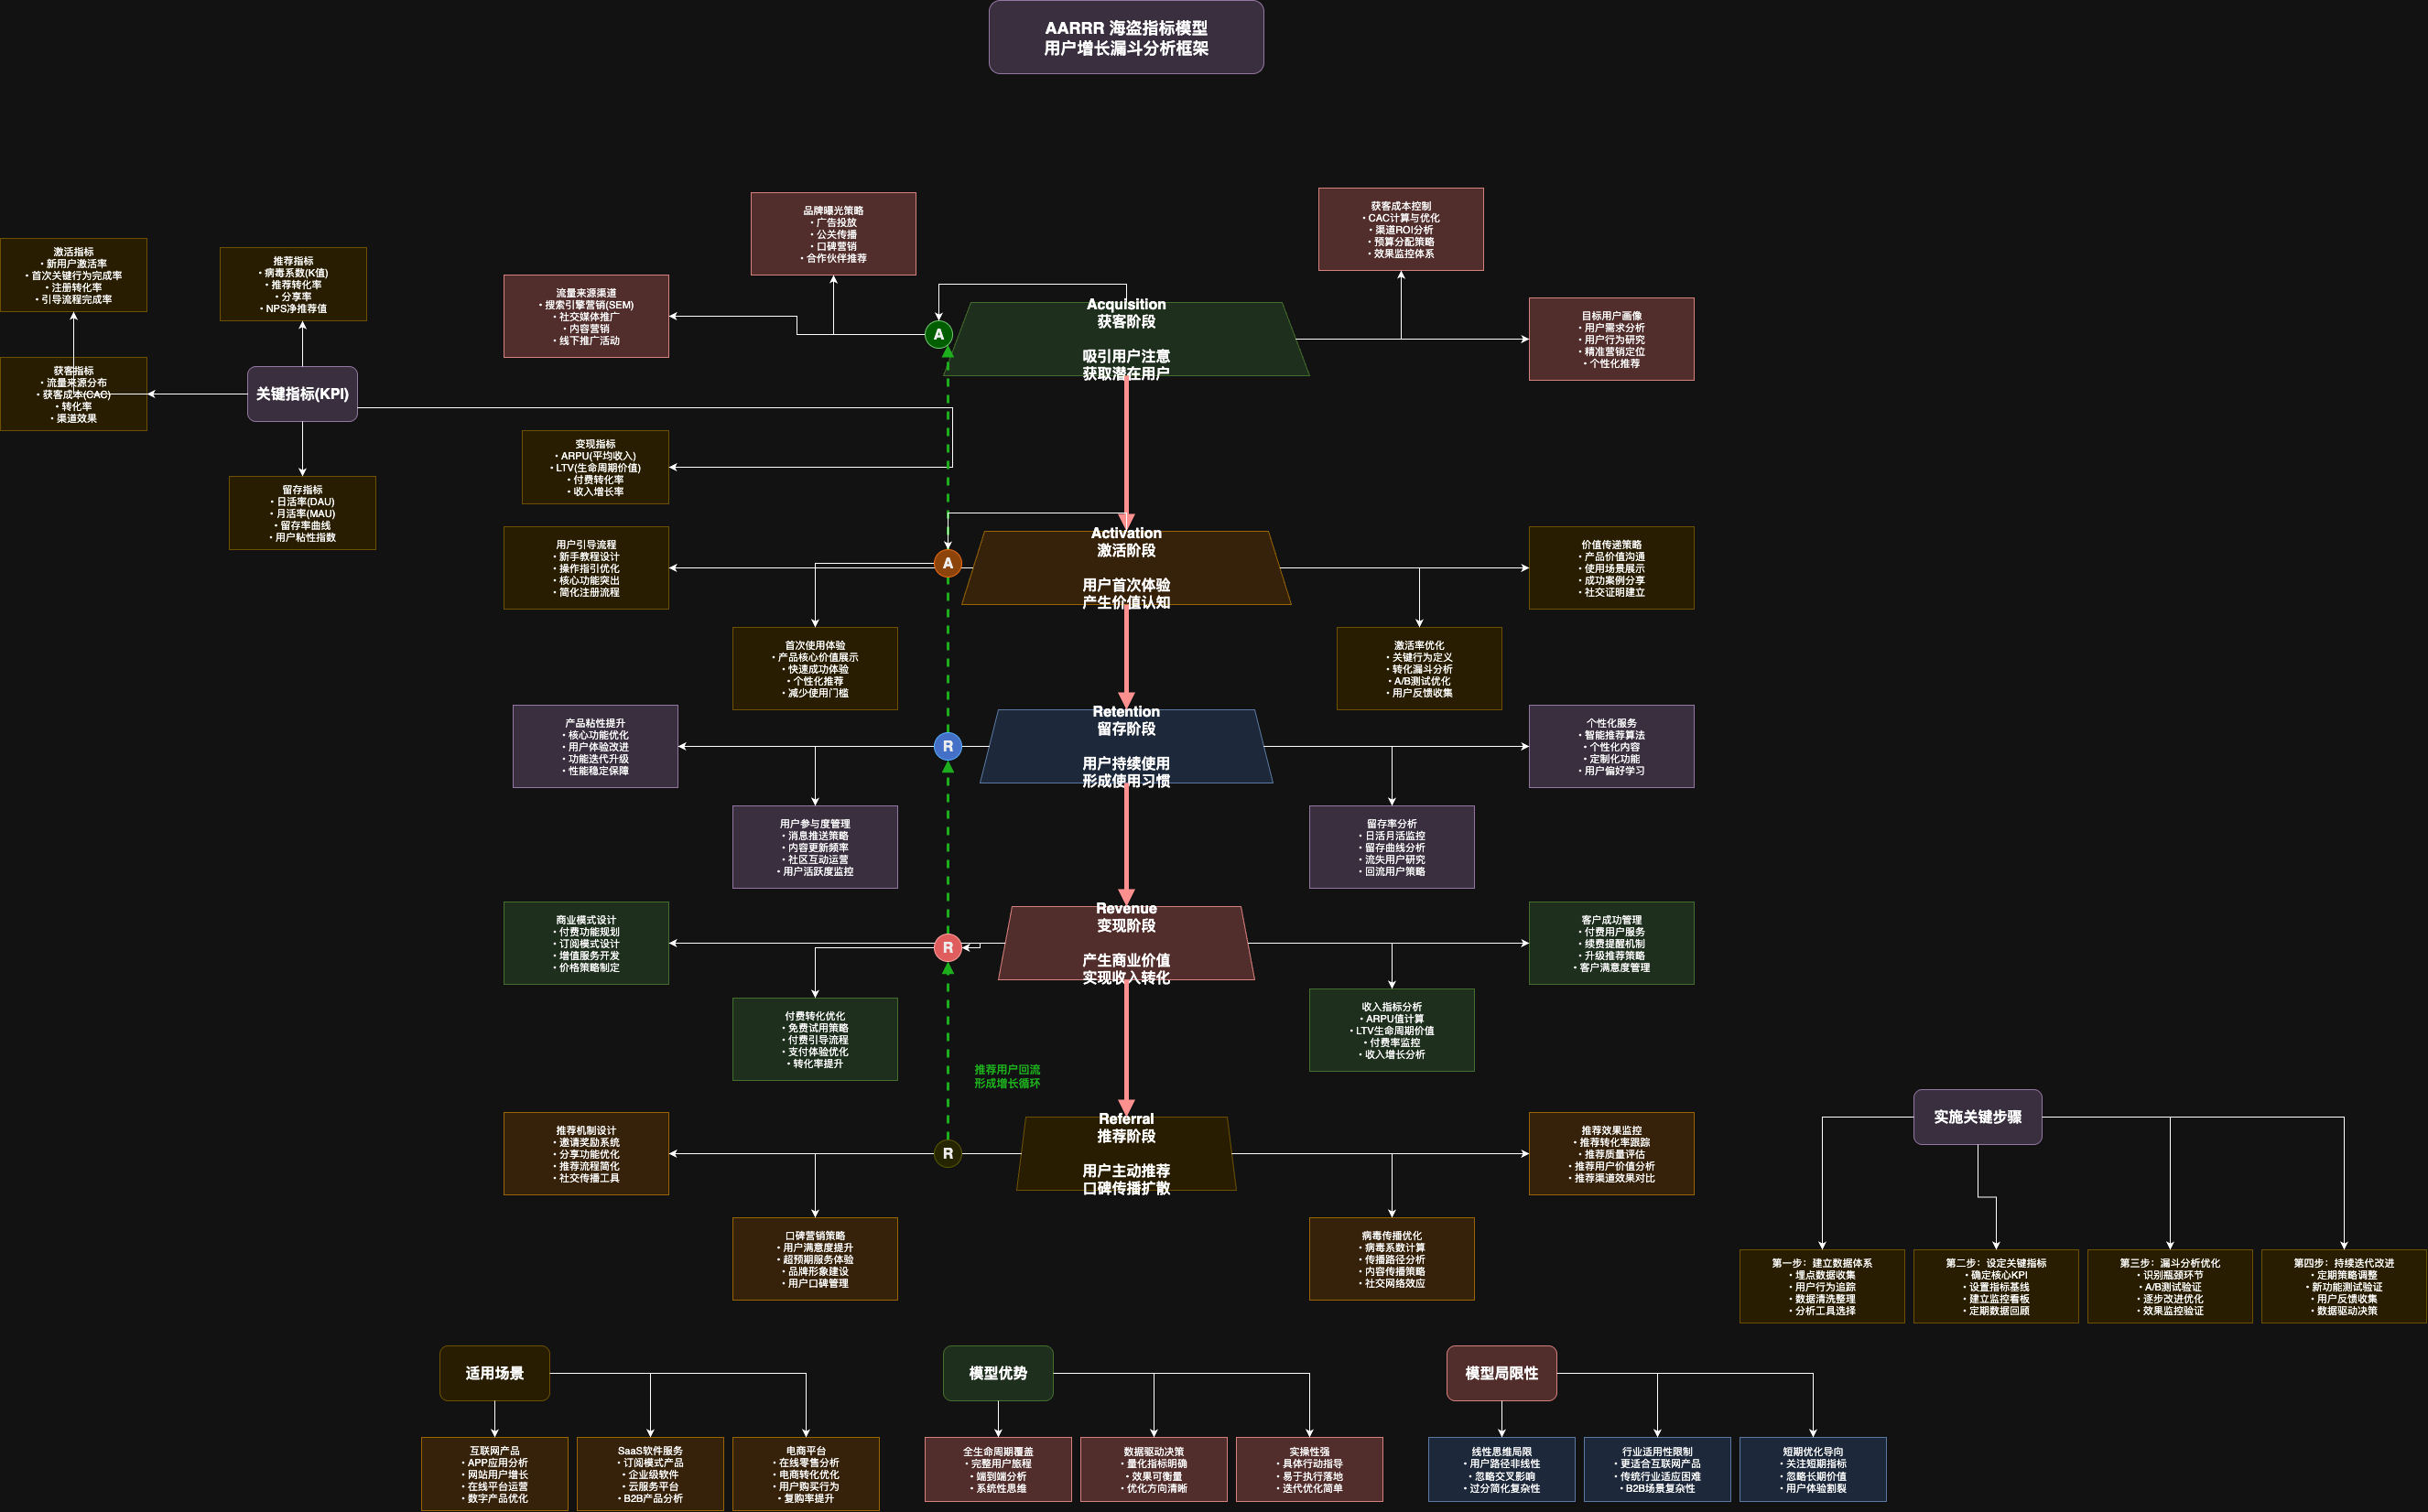 AARRR 海盗指标模型
用户增长漏斗分析框架
品牌曝光策略
• 广告投放
• 公关传播
• 口碑营销
• 合作伙伴推荐
获客成本控制
• CAC计算与优化
• 渠道ROI分析
• 预算分配策略
• 效果监控体系
激活指标
• 新用户激活率
• 首次关键行为完成率
• 注册转化率
• 引导流程完成率
推荐指标
• 病毒系数(K值)
• 推荐转化率
• 分享率
• NPS净推荐值
流量来源渠道
• 搜索引擎营销(SEM)
• 社交媒体推广
• 内容营销
• 线下推广活动
A
Acquisition
获客阶段
吸引用户注意
获取潜在用户
目标用户画像
• 用户需求分析
• 用户行为研究
• 精准营销定位
• 个性化推荐
获客指标
• 流量来源分布
• 获客成本(CAC)
• 转化率
• 渠道效果
关键指标(KPI)
变现指标
• ARPU(平均收入)
• LTV(生命周期价值)
• 付费转化率
• 收入增长率
留存指标
• 日活率(DAU)
• 月活率(MAU)
• 留存率曲线
• 用户粘性指数
用户引导流程
• 新手教程设计
• 操作指引优化
• 核心功能突出
• 简化注册流程
A
Activation
激活阶段
用户首次体验
产生价值认知
价值传递策略
• 产品价值沟通
• 使用场景展示
• 成功案例分享
• 社交证明建立
首次使用体验
• 产品核心价值展示
• 快速成功体验
• 个性化推荐
• 减少使用门槛
激活率优化
• 关键行为定义
• 转化漏斗分析
• A/B测试优化
• 用户反馈收集
产品粘性提升
• 核心功能优化
• 用户体验改进
• 功能迭代升级
• 性能稳定保障
R
Retention
留存阶段
用户持续使用
形成使用习惯
个性化服务
• 智能推荐算法
• 个性化内容
• 定制化功能
• 用户偏好学习
用户参与度管理
• 消息推送策略
• 内容更新频率
• 社区互动运营
• 用户活跃度监控
留存率分析
• 日活月活监控
• 留存曲线分析
• 流失用户研究
• 回流用户策略
商业模式设计
• 付费功能规划
• 订阅模式设计
• 增值服务开发
• 价格策略制定
R
Revenue
变现阶段
产生商业价值
实现收入转化
客户成功管理
• 付费用户服务
• 续费提醒机制
• 升级推荐策略
• 客户满意度管理
付费转化优化
• 免费试用策略
• 付费引导流程
• 支付体验优化
• 转化率提升
收入指标分析
• ARPU值计算
• LTV生命周期价值
• 付费率监控
• 收入增长分析
推荐用户回流
形成增长循环
推荐机制设计
• 邀请奖励系统
• 分享功能优化
• 推荐流程简化
• 社交传播工具
R
Referral
推荐阶段
用户主动推荐
口碑传播扩散
推荐效果监控
• 推荐转化率跟踪
• 推荐质量评估
• 推荐用户价值分析
• 推荐渠道效果对比
口碑营销策略
• 用户满意度提升
• 超预期服务体验
• 品牌形象建设
• 用户口碑管理
病毒传播优化
• 病毒系数计算
• 传播路径分析
• 内容传播策略
• 社交网络效应
实施关键步骤
第一步：建立数据体系
• 埋点数据收集
• 用户行为追踪
• 数据清洗整理
• 分析工具选择
第二步：设定关键指标
• 确定核心KPI
• 设置指标基线
• 建立监控看板
• 定期数据回顾
第三步：漏斗分析优化
• 识别瓶颈环节
• A/B测试验证
• 逐步改进优化
• 效果监控验证
第四步：持续迭代改进
• 定期策略调整
• 新功能测试验证
• 用户反馈收集
• 数据驱动决策
适用场景
互联网产品
• APP应用分析
• 网站用户增长
• 在线平台运营
• 数字产品优化
SaaS软件服务
• 订阅模式产品
• 企业级软件
• 云服务平台
• B2B产品分析
电商平台
• 在线零售分析
• 电商转化优化
• 用户购买行为
• 复购率提升
模型优势
全生命周期覆盖
• 完整用户旅程
• 端到端分析
• 系统性思维
数据驱动决策
• 量化指标明确
• 效果可衡量
• 优化方向清晰
实操性强
• 具体行动指导
• 易于执行落地
• 迭代优化简单
模型局限性
线性思维局限
• 用户路径非线性
• 忽略交叉影响
• 过分简化复杂性
行业适用性限制
• 更适合互联网产品
• 传统行业适应困难
• B2B场景复杂性
短期优化导向
• 关注短期指标
• 忽略长期价值
• 用户体验割裂